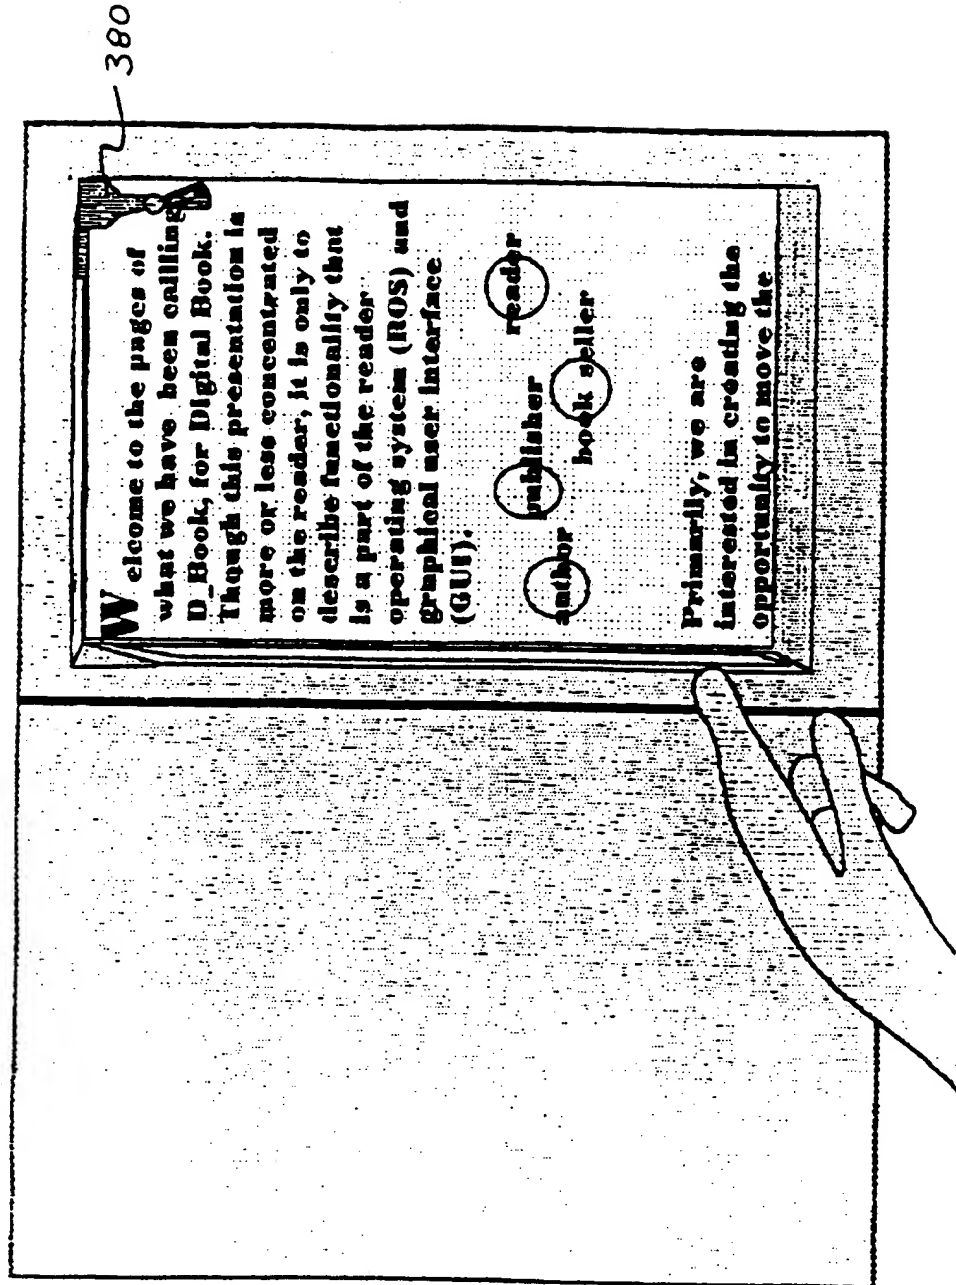 380
Welcome to the pages of
what we have been callling
D_Book, for Digital Book.
Though this presentation is
more or less concentrated
on the reader, it is only to
describe functionality that
is a part of the reader
operating system (ROS) and
graphical user interface
(GUI).
author publisher book seller reader
Primarily, we are
interested in creating the
opportunity to move the